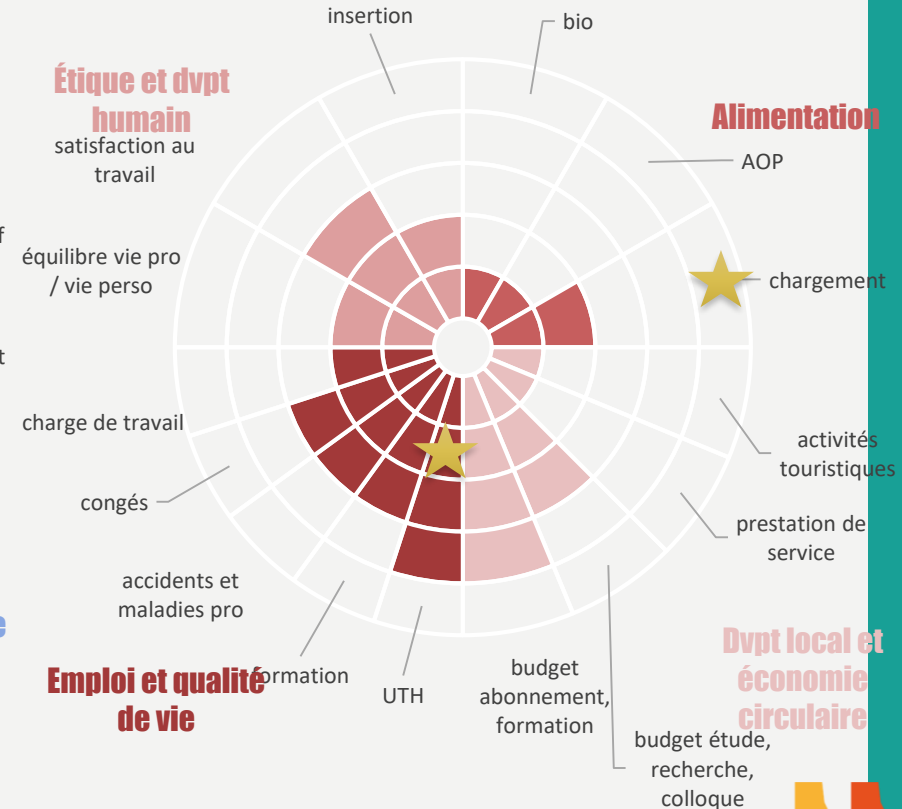 insertion
bio
Étique et dvpt
humain
Alimentation
satisfaction au
travail
AOP
équilibre vie pro
/ vie perso
chargement
charge de travail
activités
touristiques
congés
prestation de
service
accidents et
maladies pro
Dvpt local et
économie
circulaire
Emploi et qualité
de vie
ormation
UTH
budget
abonnement,
formation
budget étude,
recherche,
colloque